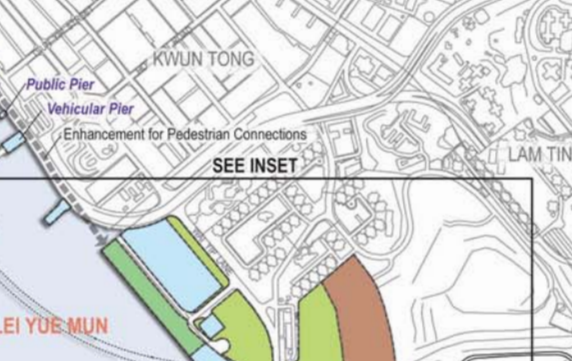 KWUN TONG
Public Pier
Vehicular Pier
Enhancement for Pedestrian Connections
SEE INSET
LAM TIN
LEI YUE MUN